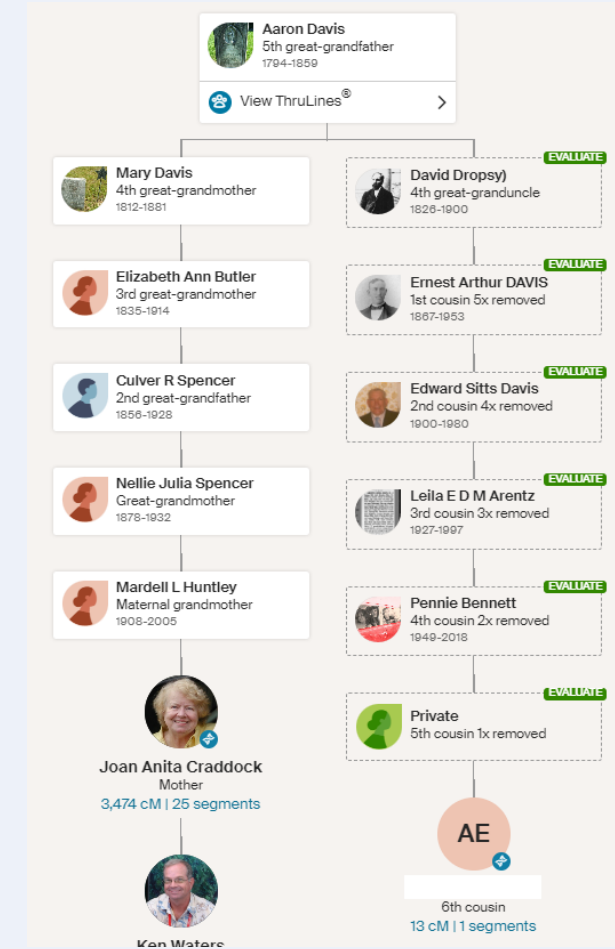 Aaron Davis
5th great-grandfather
1794-1859
View ThruLines®
Mary Davis
4th great-grandmother
1812-1881
EVALUATE
David Dropsy)
4th great-granduncle
1826-1900
Elizabeth Ann Butler
3rd great-grandmother
1835-1914
EVALUATE
Ernest Arthur DAVIS
1st cousin 5x removed
1867-1953
Culver R Spencer
2nd great-grandfather
1856-1928
EVALUATE
Edward Sitts Davis
2nd cousin 4x removed
1900-1980
Nellie Julia Spencer
Great-grandmother
1878-1932
EVALUATE
Leila E D M Arentz
3rd cousin 3x removed
1927-1997
Mardell L Huntley
Maternal grandmother
1908-2005
EVALUATE
Pennie Bennett
4th cousin 2x removed
1949-2018
Joan Anita Craddock
Mother
3,474 cM | 25 segments
EVALUATE
Private
5th cousin 1x removed
Ken Waters
AE
6th cousin
13 cM | 1 segments